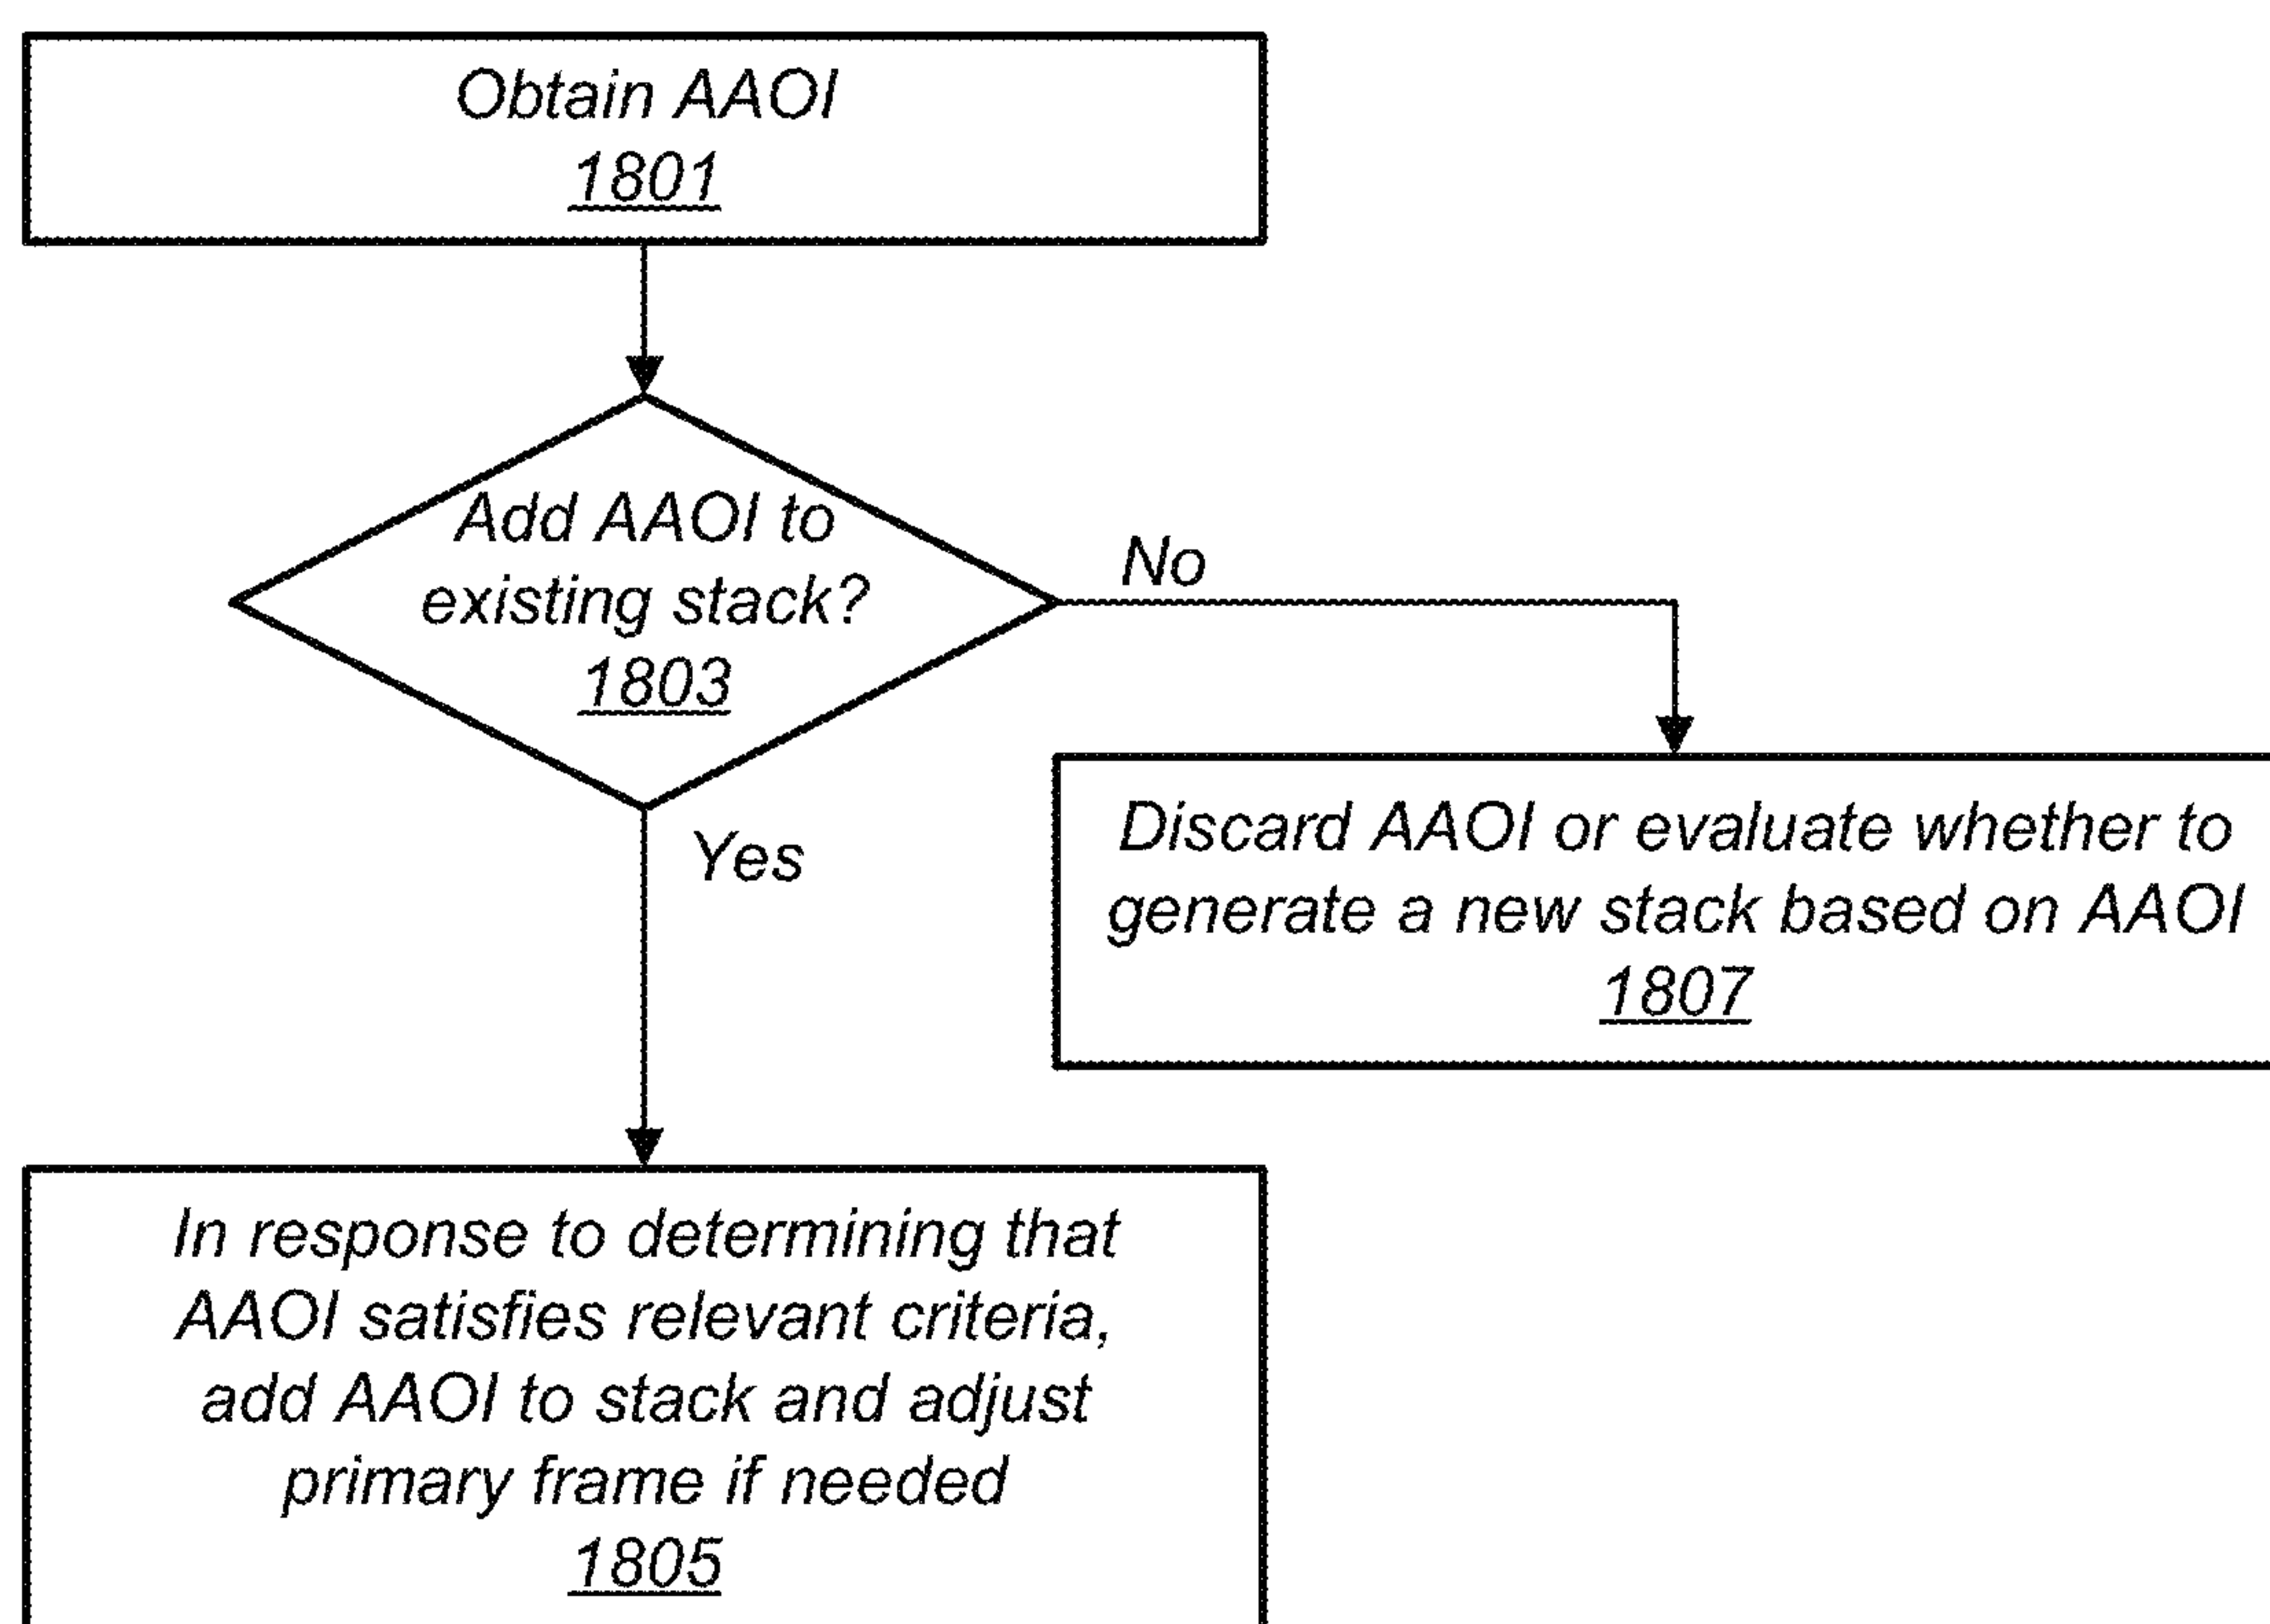 Obtain AAOI
1801
Add AAOI to
existing stack?
1803
No
Yes
Discard AAOI or evaluate whether to
generate a new stack based on AAOI
1807
In response to determining that
AAOI satisfies relevant criteria,
add AAOI to stack and adjust
primary frame if needed
1805